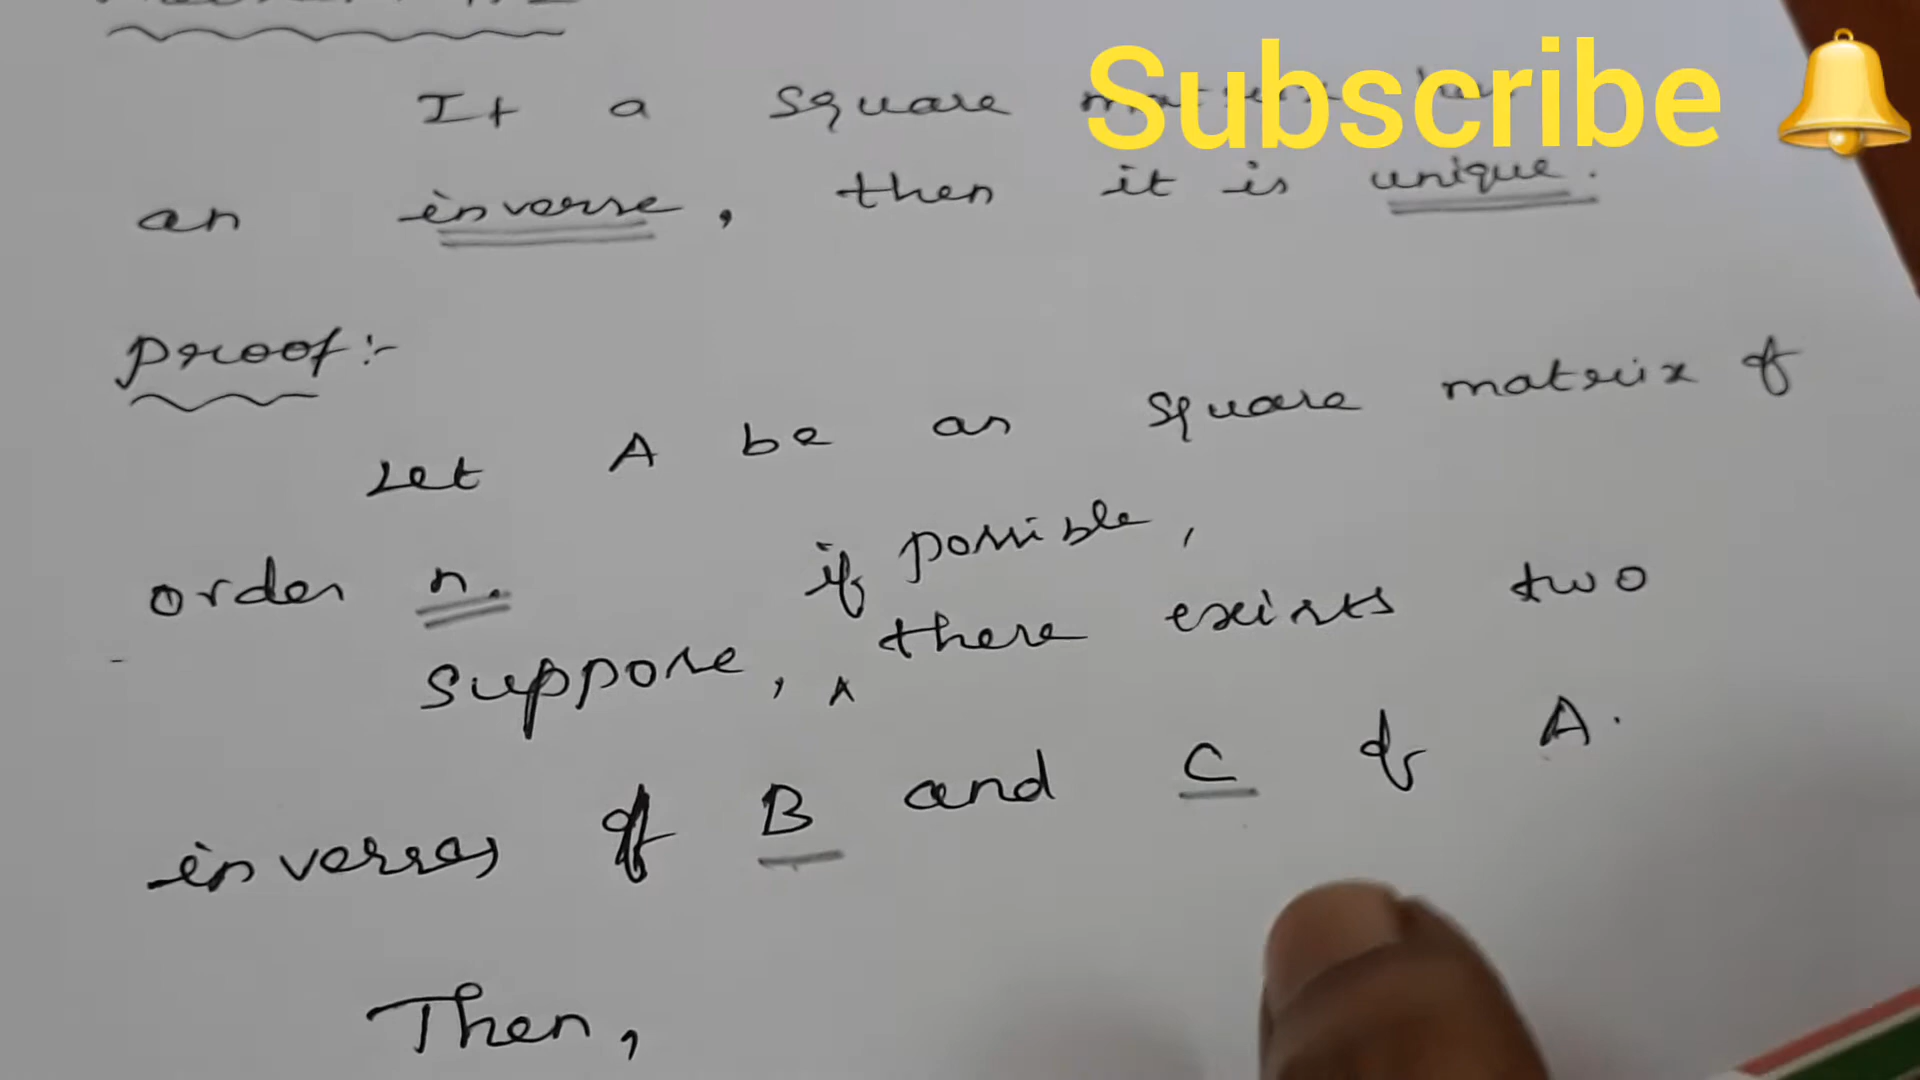 Subscribe
If a square
an inverse, then it is unique.
Proof:-
Let A be an square matrix of
order n.
if possible,
suppose, ^ there exists two
inverses of B and C of A.
Then,